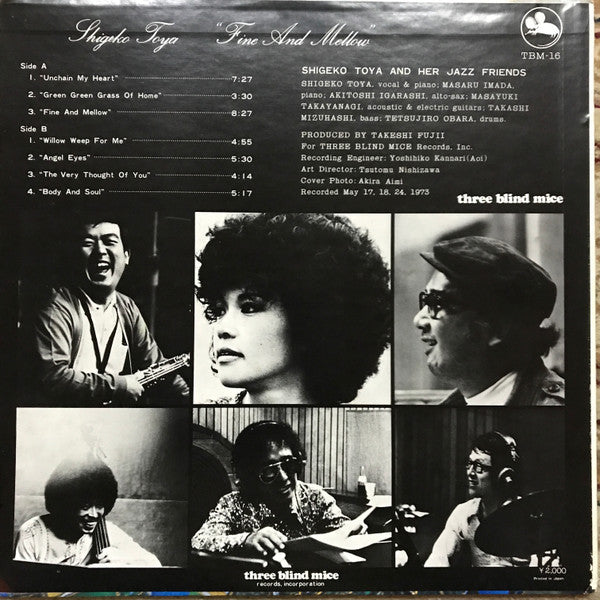 Shigeko Toya "Fine And Mellow"
TBM-16
Side A
1. "Unchain My Heart" 7:27
2. "Green Green Grass Of Home" 3:30
3. "Fine And Mellow" 8:27
Side B
1. "Willow Weep For Me" 4:55
2. "Angel Eyes" 5:30
3. "The Very Thought Of You" 4:14
4. "Body And Soul" 5:17
SHIGEKO TOYA AND HER JAZZ FRIENDS
SHIGEKO TOYA, vocal & piano; MASARU IMADA,
piano; AKITOSHI IGARASHI, alto-sax; MASAYUKI
TAKAYANAGI, acoustic & electric guitars; TAKASHI
MIZUHASHI, bass; TETSUJIRO OBARA, drums.
PRODUCED BY TAKESHI FUJII
For THREE BLIND MICE Records, Inc.
Recording Engineer: Yoshihiko Kannari(Aoi)
Art Director: Tsutomu Nishizawa
Cover Photo: Akira Aimi
Recorded May 17, 18, 24, 1973
three blind mice
three blind mice
records, incorporation
¥2,000
Printed in Japan